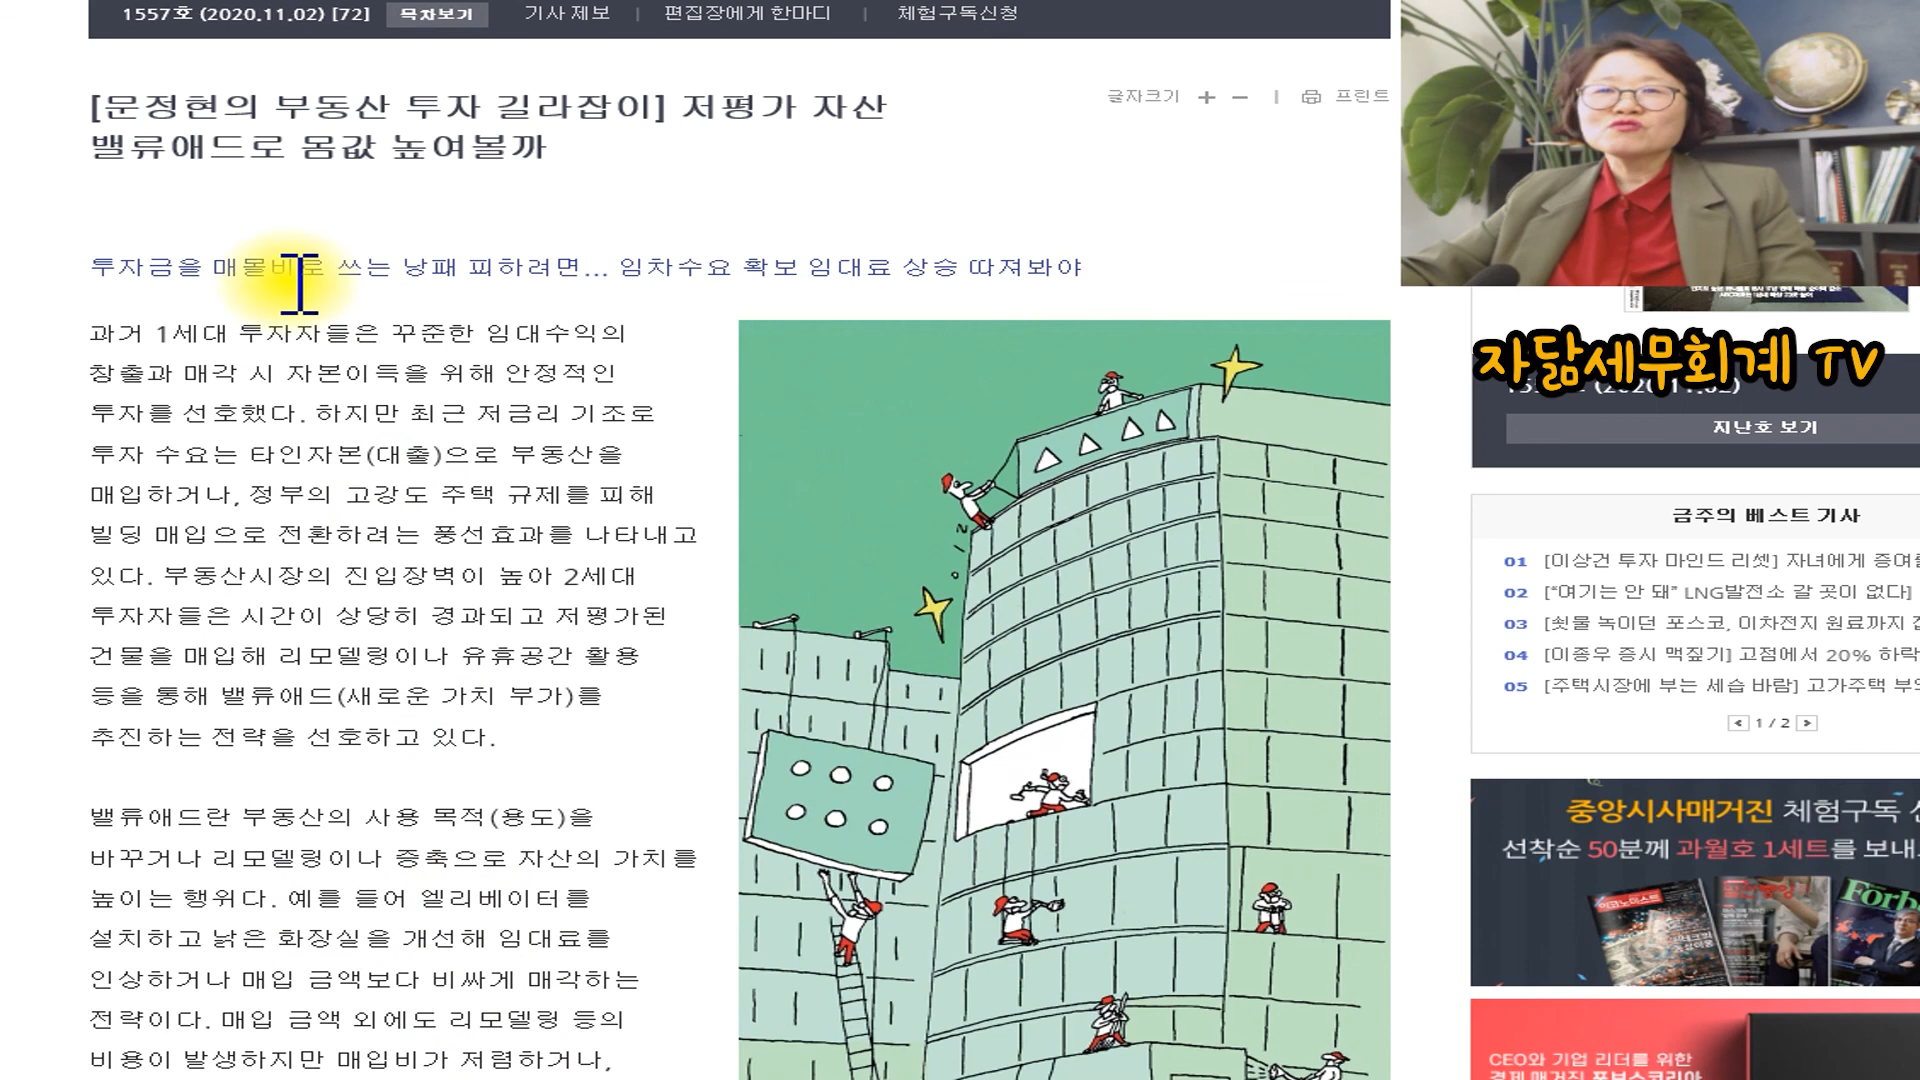 1557호 (2020.11.02) [72] 목차보기 기사 제보 | 편집장에게 한마디 | 체험구독신청
글자크기 + − | 프린트
[문정현의 부동산 투자 길라잡이] 저평가 자산
밸류애드로 몸값 높여볼까
투자금을 매몰비로 쓰는 낭패 피하려면... 임차수요 확보 임대료 상승 따져봐야
과거 1세대 투자자들은 꾸준한 임대수익의
창출과 매각 시 자본이득을 위해 안정적인
투자를 선호했다. 하지만 최근 저금리 기조로
투자 수요는 타인자본(대출)으로 부동산을
매입하거나, 정부의 고강도 주택 규제를 피해
빌딩 매입으로 전환하려는 풍선효과를 나타내고
있다. 부동산시장의 진입장벽이 높아 2세대
투자자들은 시간이 상당히 경과되고 저평가된
건물을 매입해 리모델링이나 유휴공간 활용
등을 통해 밸류애드(새로운 가치 부가)를
추진하는 전략을 선호하고 있다.
밸류애드란 부동산의 사용 목적(용도)을
바꾸거나 리모델링이나 증축으로 자산의 가치를
높이는 행위다. 예를 들어 엘리베이터를
설치하고 낡은 화장실을 개선해 임대료를
인상하거나 매입 금액보다 비싸게 매각하는
전략이다. 매입 금액 외에도 리모델링 등의
비용이 발생하지만 매입비가 저렴하거나,
자닮세무회계 TV
지난호 보기
금주의 베스트 기사
01 [이상건 투자 마인드 리셋] 자녀에게 증여
02 [“여기는 안 돼” LNG발전소 갈 곳이 없다]
03 [쇳물 녹이던 포스코, 이차전지 원료까지
04 [이종우 증시 맥짚기] 고점에서 20% 하락
05 [주택시장에 부는 세습 바람] 고가주택
< 1 / 2 >
중앙시사매거진 체험구독
선착순 50분께 과월호 1세트를 보내
이코노미스트
Forb
CEO와 기업 리더를 위한
경제 매거진 포브스코리아